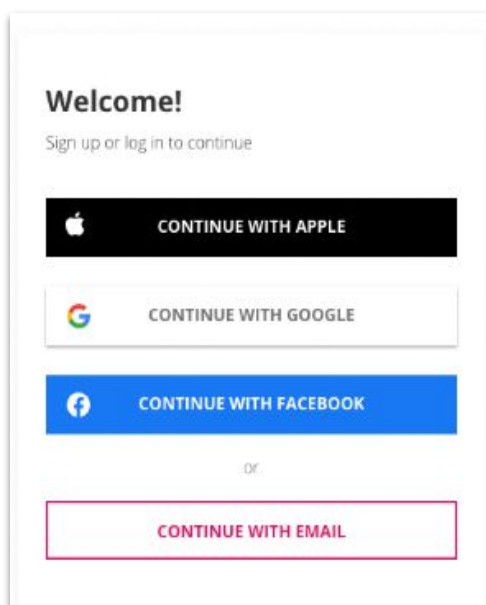 Welcome!
Sign up or log in to continue
CONTINUE WITH APPLE
CONTINUE WITH GOOGLE
CONTINUE WITH FACEBOOK
or
CONTINUE WITH EMAIL